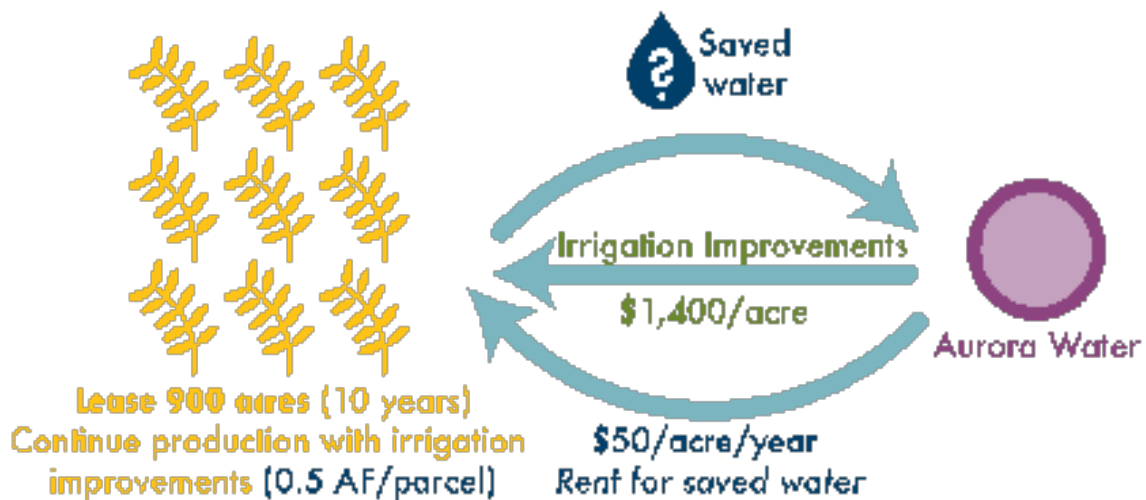 Saved
water
?
Irrigation Improvements
$1,400/acre
Aurora Water
Lease 900 acres (10 years)
Continue production with irrigation
improvements (0.5 AF/parcel)
$50/acre/year
Rent for saved water